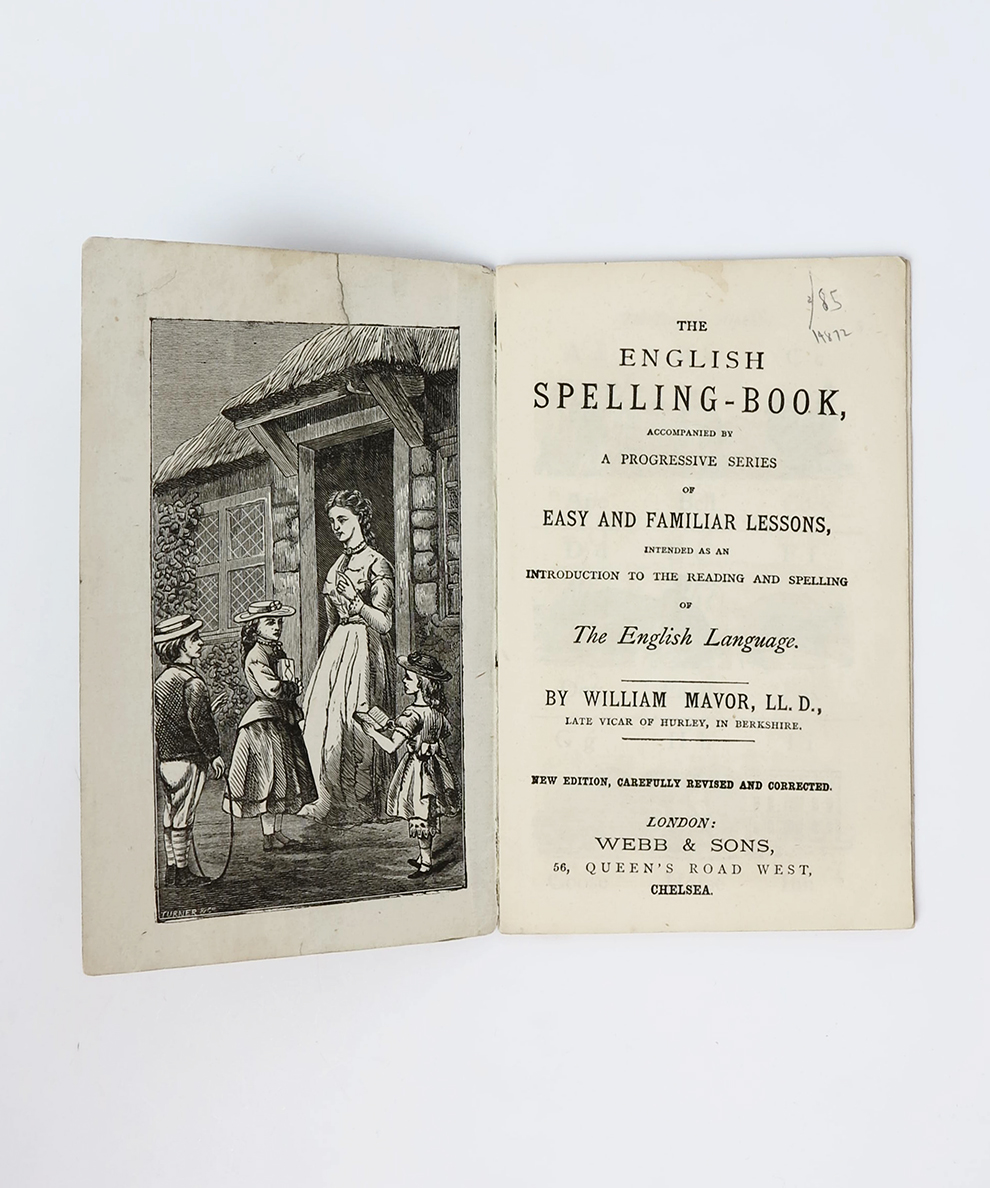 TURNER & Co
85
THE
ENGLISH
SPELLING-BOOK,
ACCOMPANIED BY
A PROGRESSIVE SERIES
OF
EASY AND FAMILIAR LESSONS,
INTENDED AS AN
INTRODUCTION TO THE READING AND SPELLING
OF
The English Language.
BY WILLIAM MAVOR, LL. D.,
LATE VICAR OF HURLEY, IN BERKSHIRE.
NEW EDITION, CAREFULLY REVISED AND CORRECTED.
LONDON:
WEBB & SONS,
56, QUEEN'S ROAD WEST,
CHELSEA.